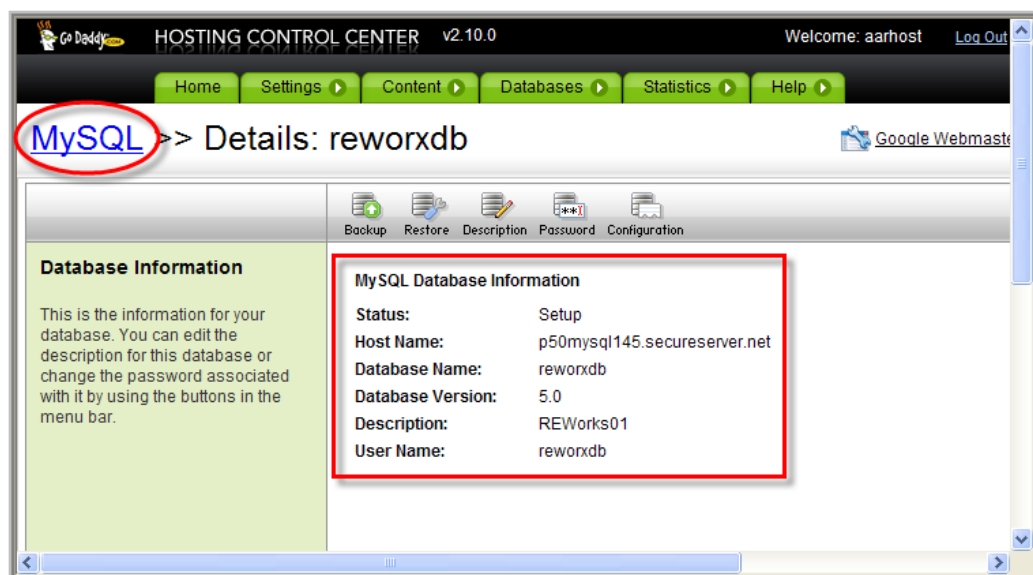 Go Daddy.com HOSTING CONTROL CENTER v2.10.0 Welcome: aarhost Log Out
Home Settings Content Databases Statistics Help
MySQL >> Details: reworxdb Google Webmaste
Backup Restore Description Password Configuration
Database Information
This is the information for your
database. You can edit the
description for this database or
change the password associated
with it by using the buttons in the
menu bar.
MySQL Database Information
Status: Setup
Host Name: p50mysql145.secureserver.net
Database Name: reworxdb
Database Version: 5.0
Description: REWorks01
User Name: reworxdb